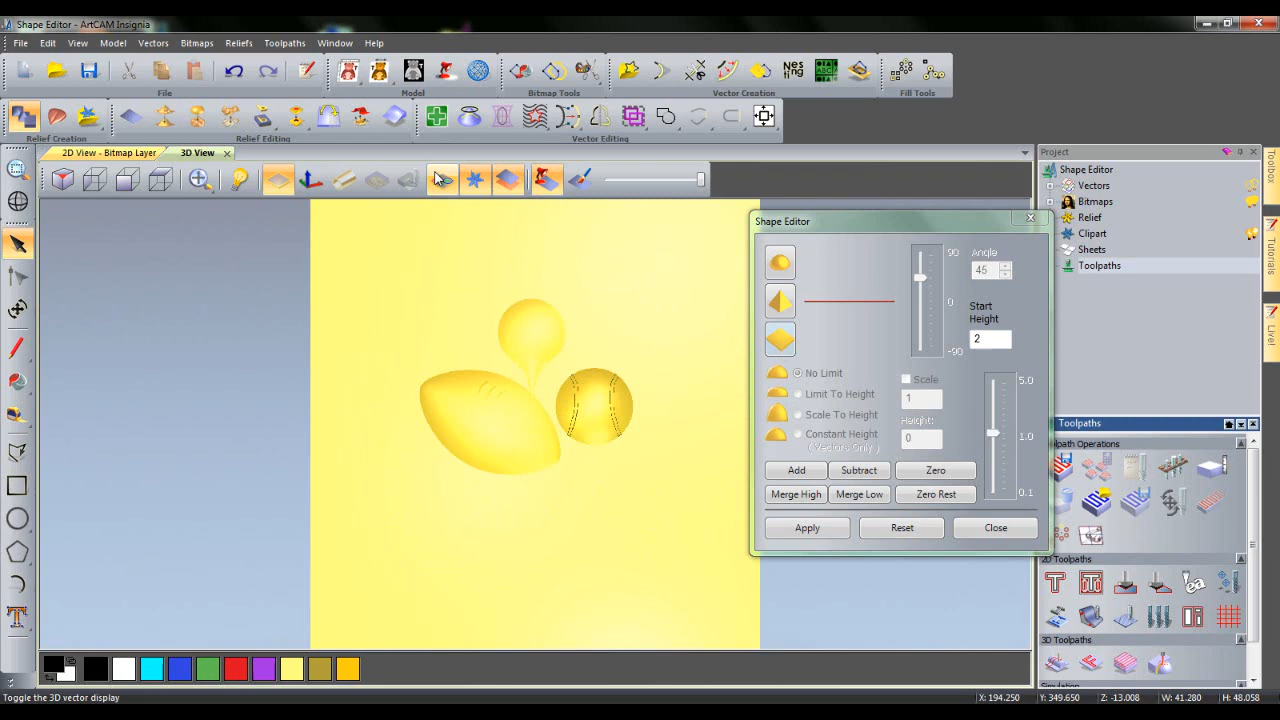 Shape Editor - ArtCAM Insignia
File Edit View Model Vectors Bitmaps Reliefs Toolpaths Window Help
File Model Bitmap Tools Vector Creation Fill Tools
Relief Creation Relief Editing Vector Editing
2D View - Bitmap Layer 3D View
Project
Shape Editor
Vectors
Bitmaps
Relief
Clipart
Sheets
Toolpaths
Toolbox
Tutorials
Live!
Shape Editor
90 Angle
45
0
Start
Height
2
-90
No Limit
Scale
5.0
Limit To Height
1
Scale To Height
Height:
Constant Height
0
1.0
( Vectors Only )
Add Subtract Zero
Merge High Merge Low Zero Rest
0.1
Apply Reset Close
Toolpaths
lpath Operations
2D Toolpaths
3D Toolpaths
Toggle the 3D vector display
X: 194.250 Y: 349.650 Z: -13.008 W: 41.280 H: 48.058